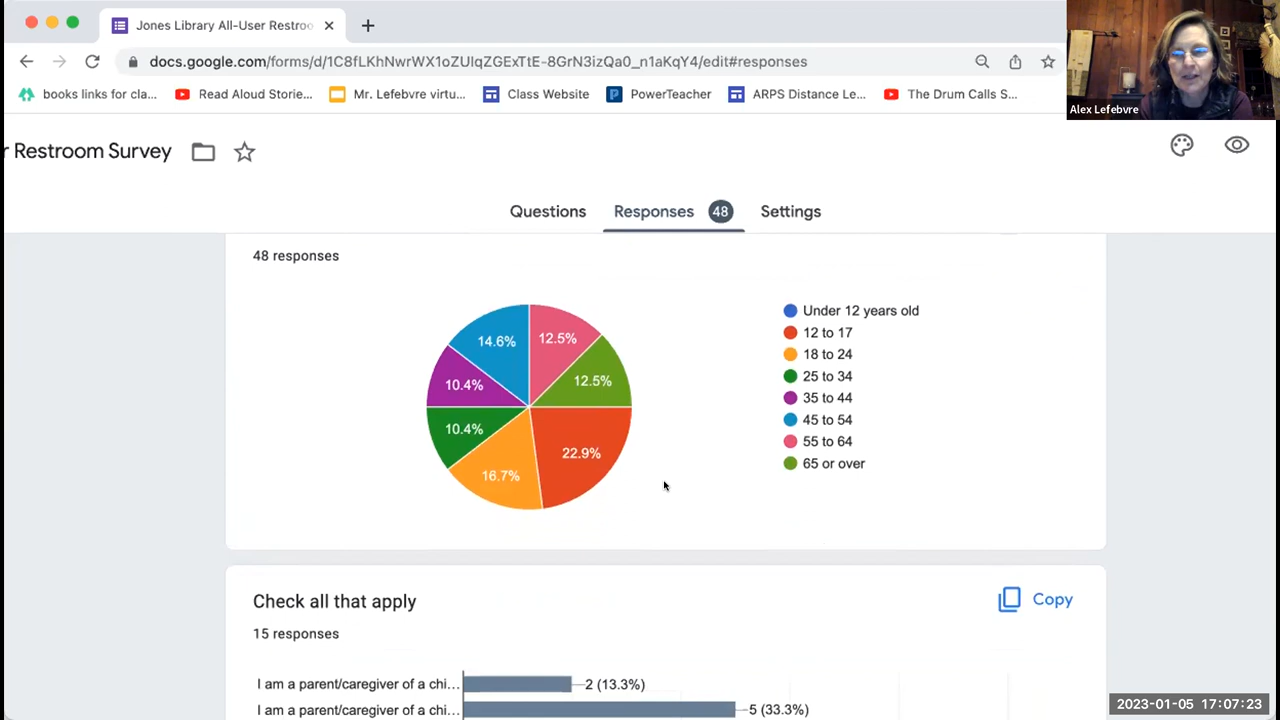 Jones Library All-User Restroo
docs.google.com/forms/d/1C8fLKhNwrWX1oZUlqZGExTtE-8GrN3izQa0_n1aKqY4/edit#responses
books links for cla...
Read Aloud Storie...
Mr. Lefebvre virtu...
Class Website
PowerTeacher
ARPS Distance Le...
The Drum Calls S...
Alex Lefebvre
r Restroom Survey
Questions
Responses 48
Settings
48 responses
14.6%
12.5%
10.4%
12.5%
10.4%
22.9%
16.7%
Under 12 years old
12 to 17
18 to 24
25 to 34
35 to 44
45 to 54
55 to 64
65 or over
Check all that apply
Copy
15 responses
I am a parent/caregiver of a chi... 2 (13.3%)
I am a parent/caregiver of a chi... 5 (33.3%)
2023-01-05 17:07:23